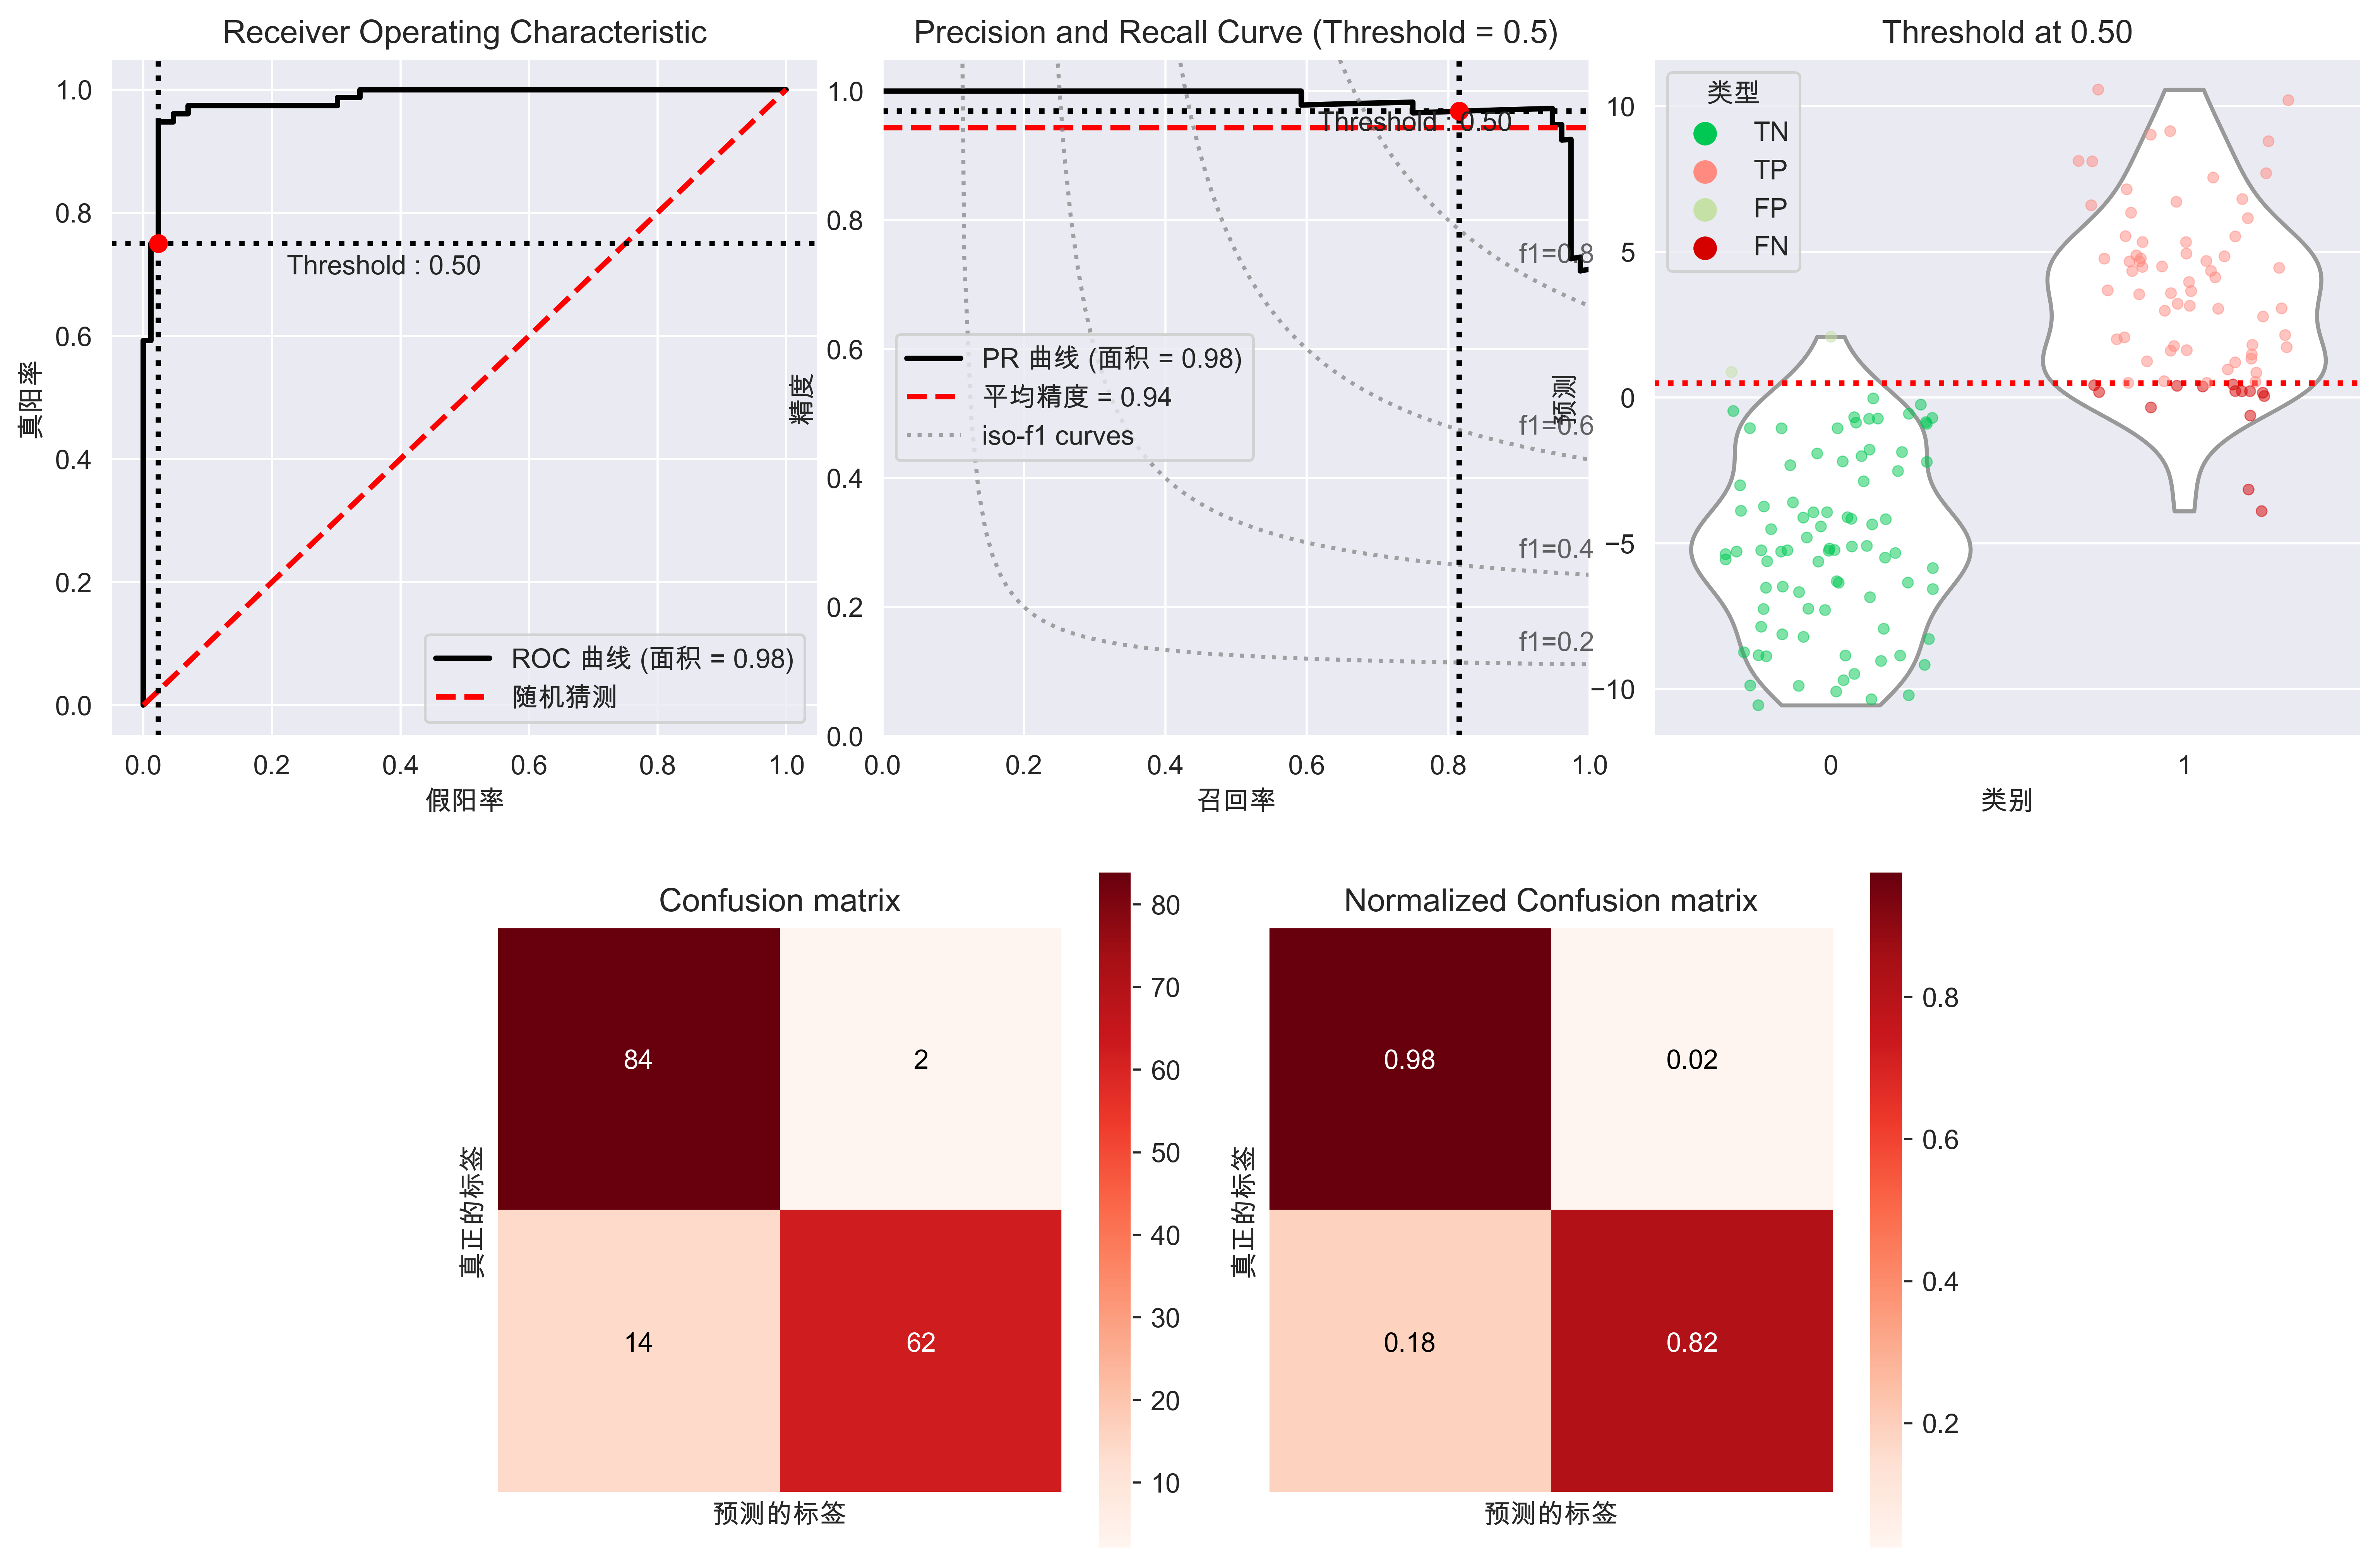 Receiver Operating Characteristic
1.0
0.8
0.6
0.4
0.2
0.0
真阳率
Threshold : 0.50
ROC 曲线 (面积 = 0.98)
随机猜测
0.0 0.2 0.4 0.6 0.8 1.0
假阳率
Precision and Recall Curve (Threshold = 0.5)
1.0
0.8
0.6
0.4
0.2
0.0
精度
Threshold : 0.50
f1=0.8
f1=0.6
f1=0.4
f1=0.2
PR 曲线 (面积 = 0.98)
平均精度 = 0.94
iso-f1 curves
0.0 0.2 0.4 0.6 0.8 1.0
召回率
Threshold at 0.50
类型
TN
TP
FP
FN
10
5
0
−5
−10
预测
0 1
类别
Confusion matrix
84 2
14 62
真正的标签
预测的标签
80
70
60
50
40
30
20
10
Normalized Confusion matrix
0.98 0.02
0.18 0.82
真正的标签
预测的标签
0.8
0.6
0.4
0.2